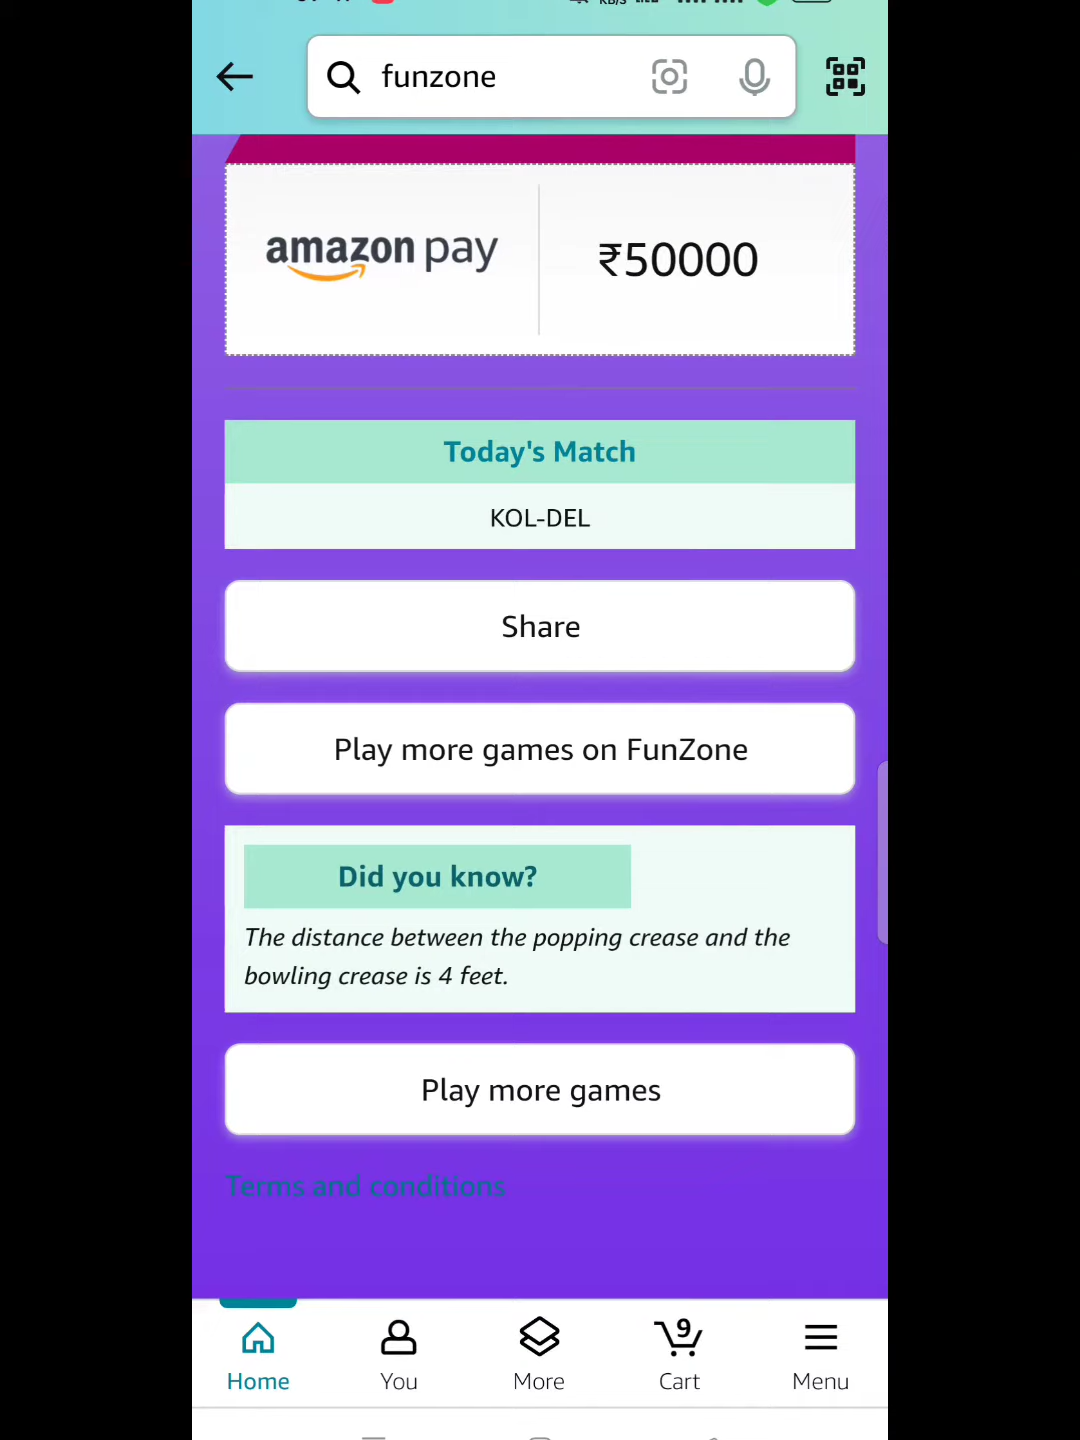 funzone
amazon pay
₹50000
Today's Match
KOL-DEL
Share
Play more games on FunZone
Did you know?
The distance between the popping crease and the
bowling crease is 4 feet.
Play more games
Terms and conditions
9
Home You More Cart Menu